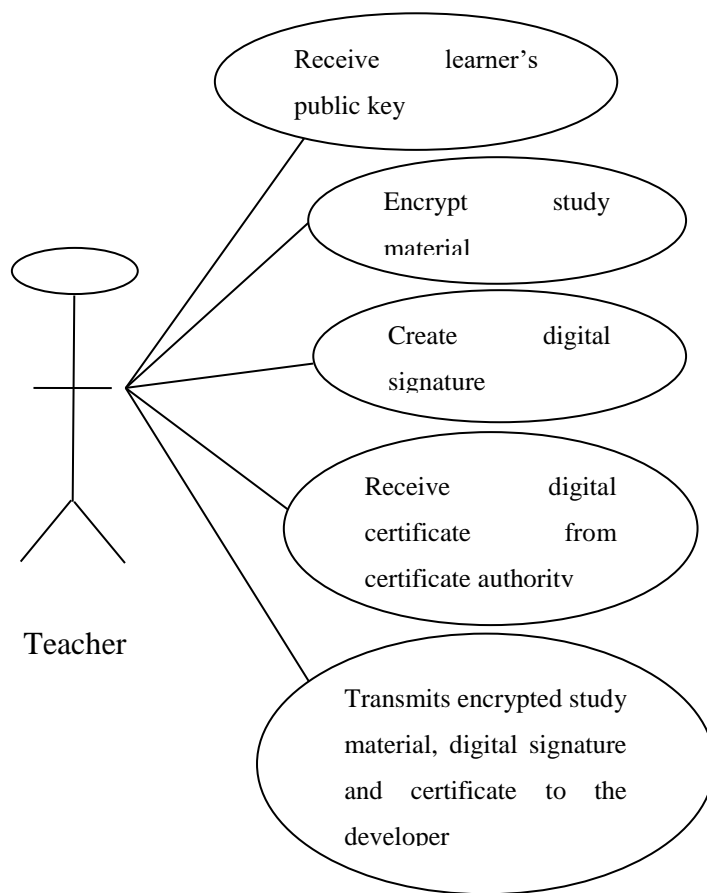 Receive learner’s
public key
Encrypt study
material
Create digital
signature
Receive digital
certificate from
certificate authority
Teacher
Transmits encrypted study
material, digital signature
and certificate to the
developer